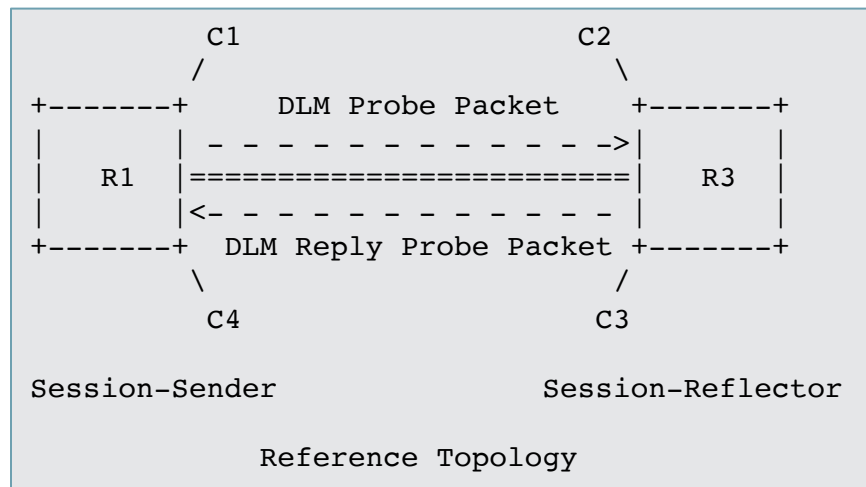 C1                     C2
         /                        \
+-------+     DLM Probe Packet    +-------+
|       | - - - - - - - - - - - ->|       |
|   R1  |=========================|   R3  |
|       |<- - - - - - - - - - - - |       |
+-------+  DLM Reply Probe Packet +-------+
         \                        /
          C4                     C3
Session-Sender               Session-Reflector
Reference Topology